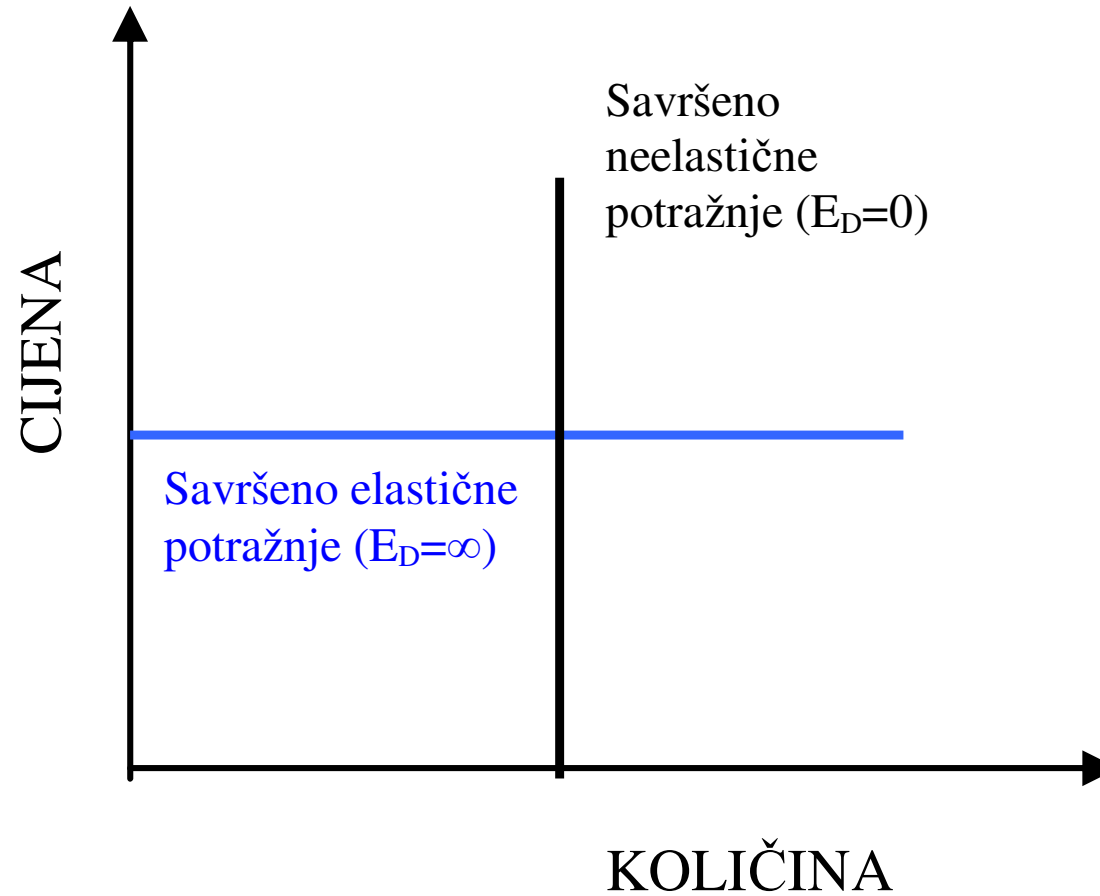 Savršeno
neelastične
potražnje (E_D=0)
CIJENA
Savršeno elastične
potražnje (E_D=∞)
KOLIČINA